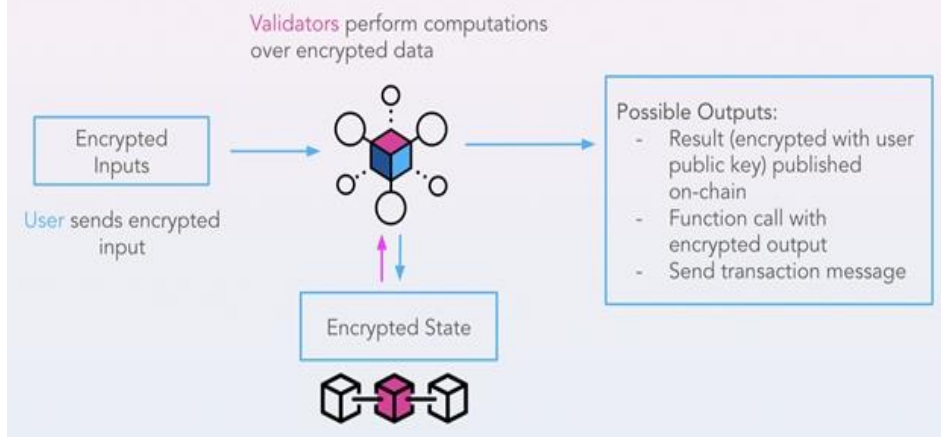 Validators perform computations
over encrypted data
Encrypted
Inputs
User sends encrypted
input
Possible Outputs:
- Result (encrypted with user
public key) published
on-chain
- Function call with
encrypted output
- Send transaction message
Encrypted State